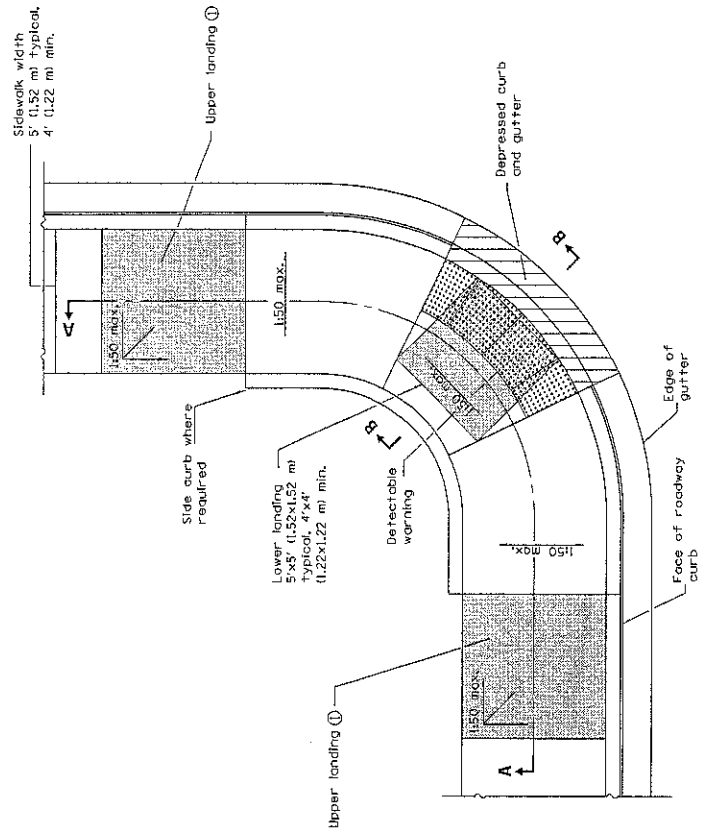 Sidewalk width
5' (1.52 m) typical,
4' (1.22 m) min.
Upper landing ①
A
1:50 max.
1:50 max.
Side curb where
required
Depressed curb
and gutter
B
B
1:50 max.
Lower landing
5'x5' (1.52x1.52 m)
typical, 4'x4'
(1.22x1.22 m) min.
Detectable
warning
Edge of
gutter
1:50 max.
Face of roadway
curb
1:50 max.
Upper landing ①
A